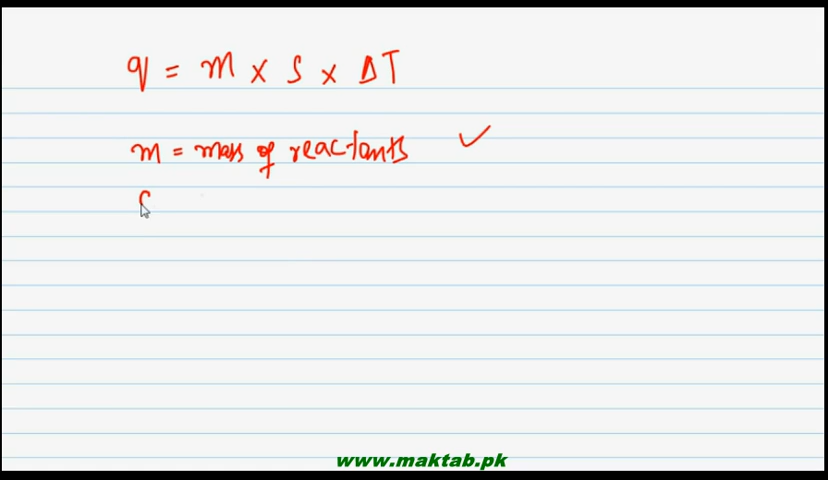 q = m × s × ΔT
m = mass of reactants ✓
s
www.maktab.pk